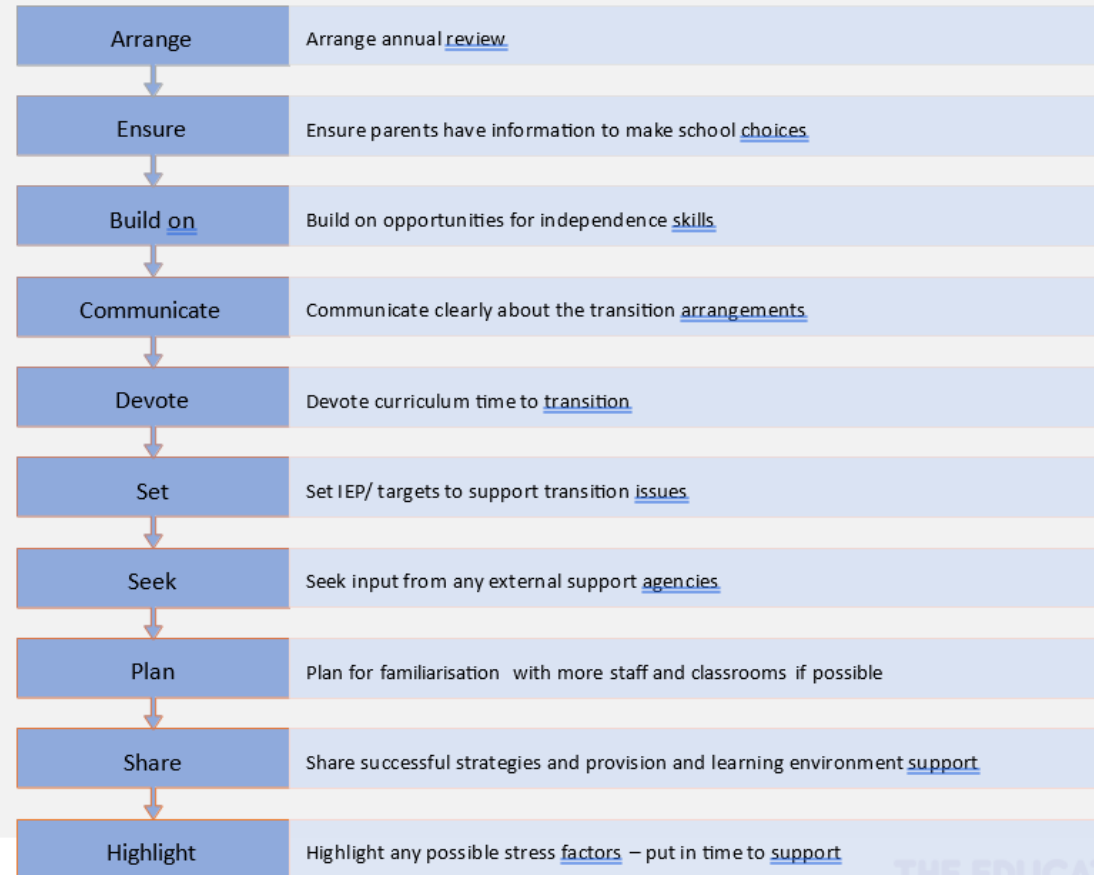 Arrange
Arrange annual review
Ensure
Ensure parents have information to make school choices
Build on
Build on opportunities for independence skills
Communicate
Communicate clearly about the transition arrangements
Devote
Devote curriculum time to transition
Set
Set IEP/ targets to support transition issues
Seek
Seek input from any external support agencies
Plan
Plan for familiarisation with more staff and classrooms if possible
Share
Share successful strategies and provision and learning environment support
Highlight
Highlight any possible stress factors – put in time to support
THE